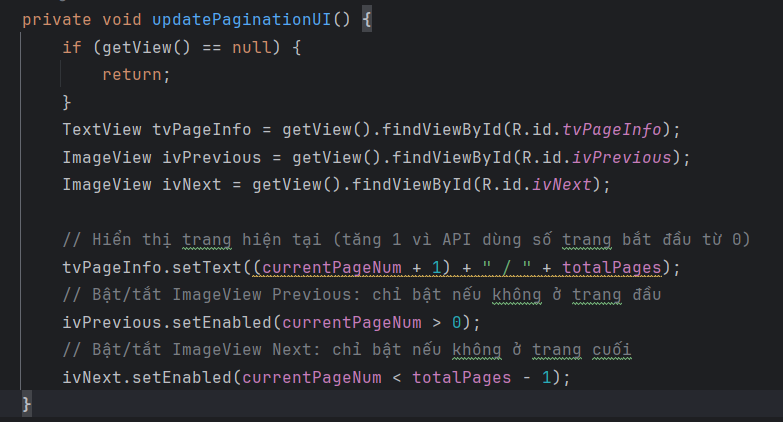 private void updatePaginationUI() {
if (getView() == null) {
return;
}
TextView tvPageInfo = getView().findViewById(R.id.tvPageInfo);
ImageView ivPrevious = getView().findViewById(R.id.ivPrevious);
ImageView ivNext = getView().findViewById(R.id.ivNext);
// Hiển thị trang hiện tại (tăng 1 vì API dùng số trang bắt đầu từ 0)
tvPageInfo.setText((currentPageNum + 1) + " / " + totalPages);
// Bật/tắt ImageView Previous: chỉ bật nếu không ở trang đầu
ivPrevious.setEnabled(currentPageNum > 0);
// Bật/tắt ImageView Next: chỉ bật nếu không ở trang cuối
ivNext.setEnabled(currentPageNum < totalPages - 1);
}